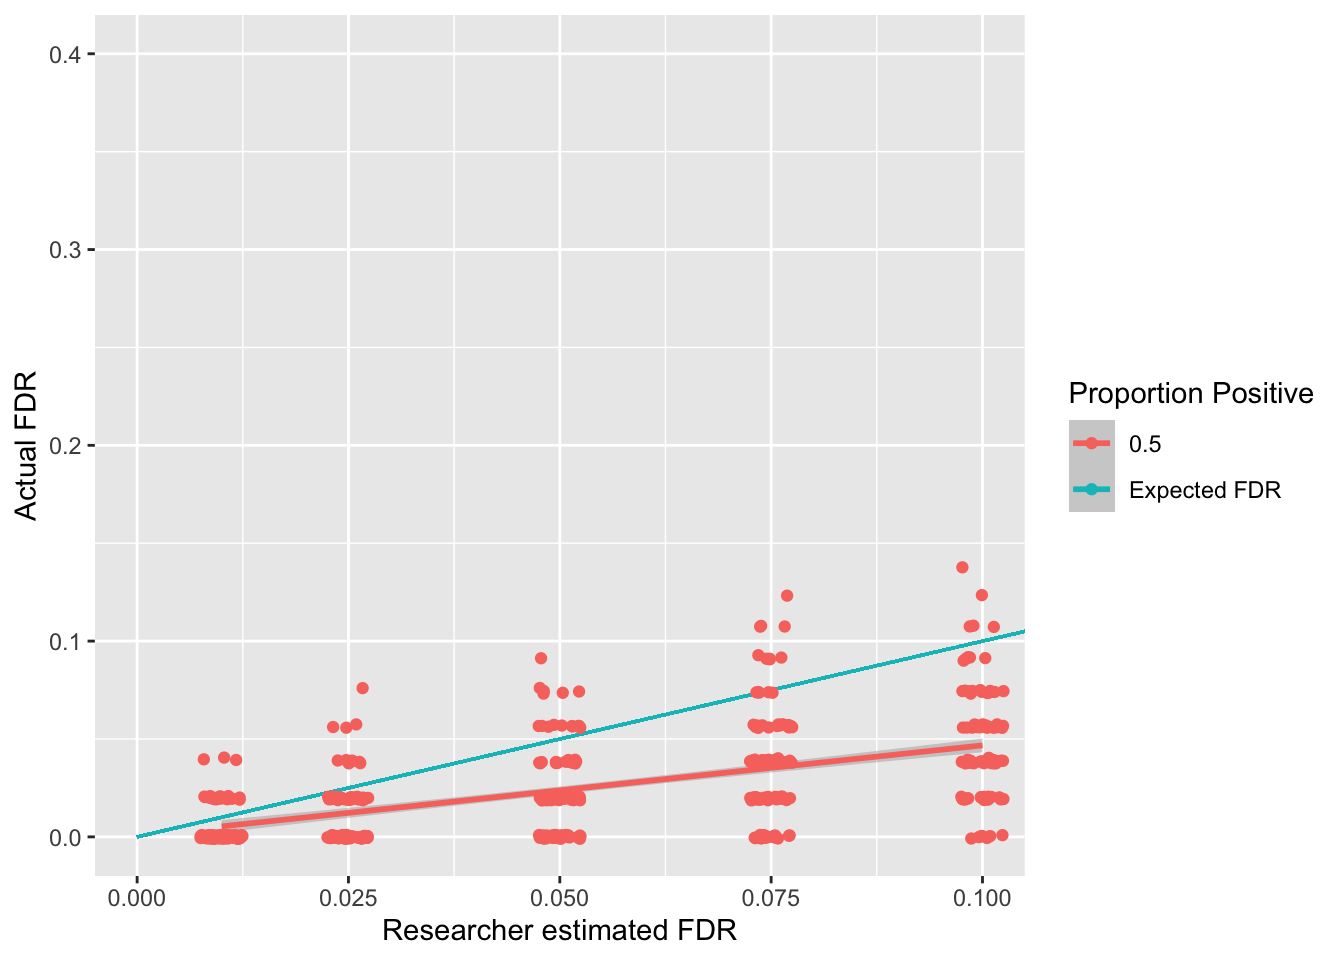 0.4
0.3
0.2
0.1
0.0
Actual FDR
0.000 0.025 0.050 0.075 0.100
Researcher estimated FDR
Proportion Positive
0.5
Expected FDR